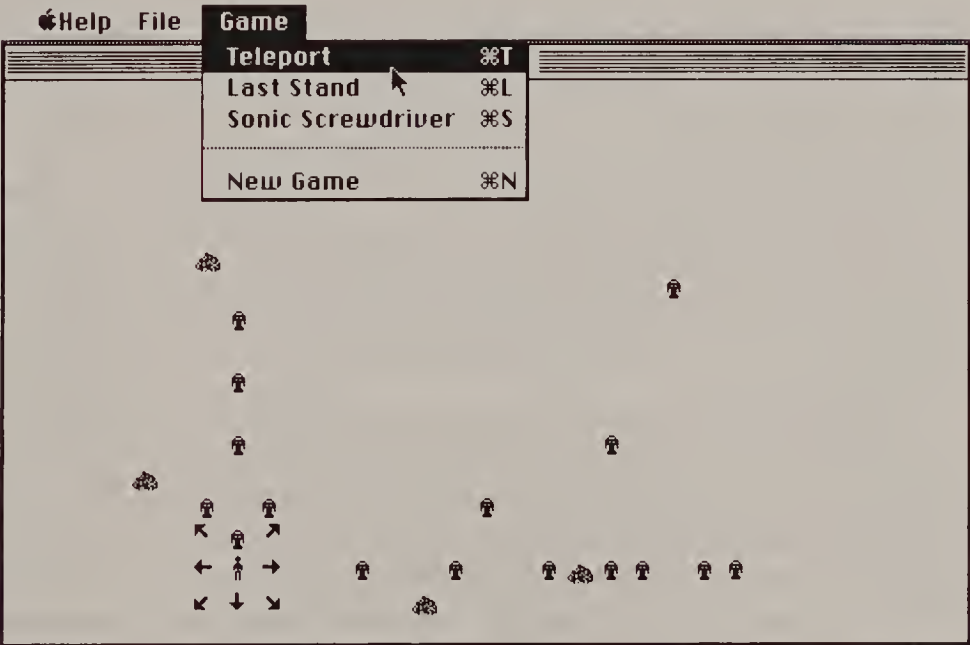 Help File Game
Teleport ⌘T
Last Stand ⌘L
Sonic Screwdriver ⌘S
New Game ⌘N